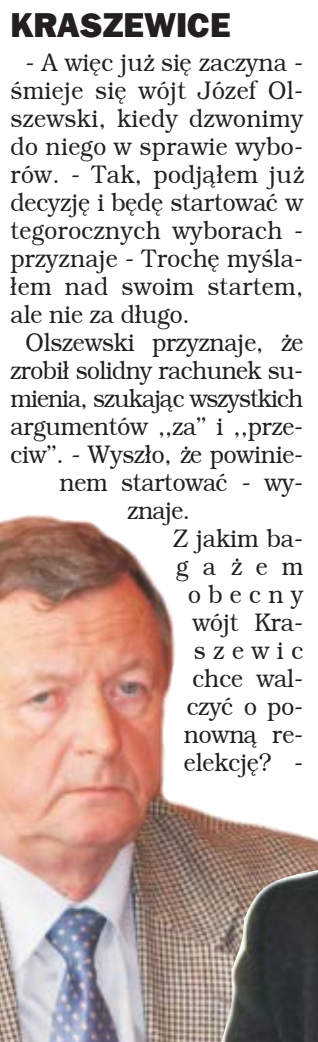 KRASZEWICE
- A więc już się zaczyna -
śmieje się wójt Józef Ol-
szewski, kiedy dzwonimy
do niego w sprawie wybo-
rów. - Tak, podjąłem już
decyzję i będę startować w
tegorocznych wyborach -
przyznaje - Trochę myśla-
łem nad swoim startem,
ale nie za długo.
Olszewski przyznaje, że
zrobił solidny rachunek su-
mienia, szukając wszystkich
argumentów ,,za” i ,,prze-
ciw”. - Wyszło, że powinie-
nem startować - wy-
znaje.
Z jakim ba-
gażem
obecny
wójt Kra-
szewic
chce wal-
czyć o po-
nowną re-
elekcję? -